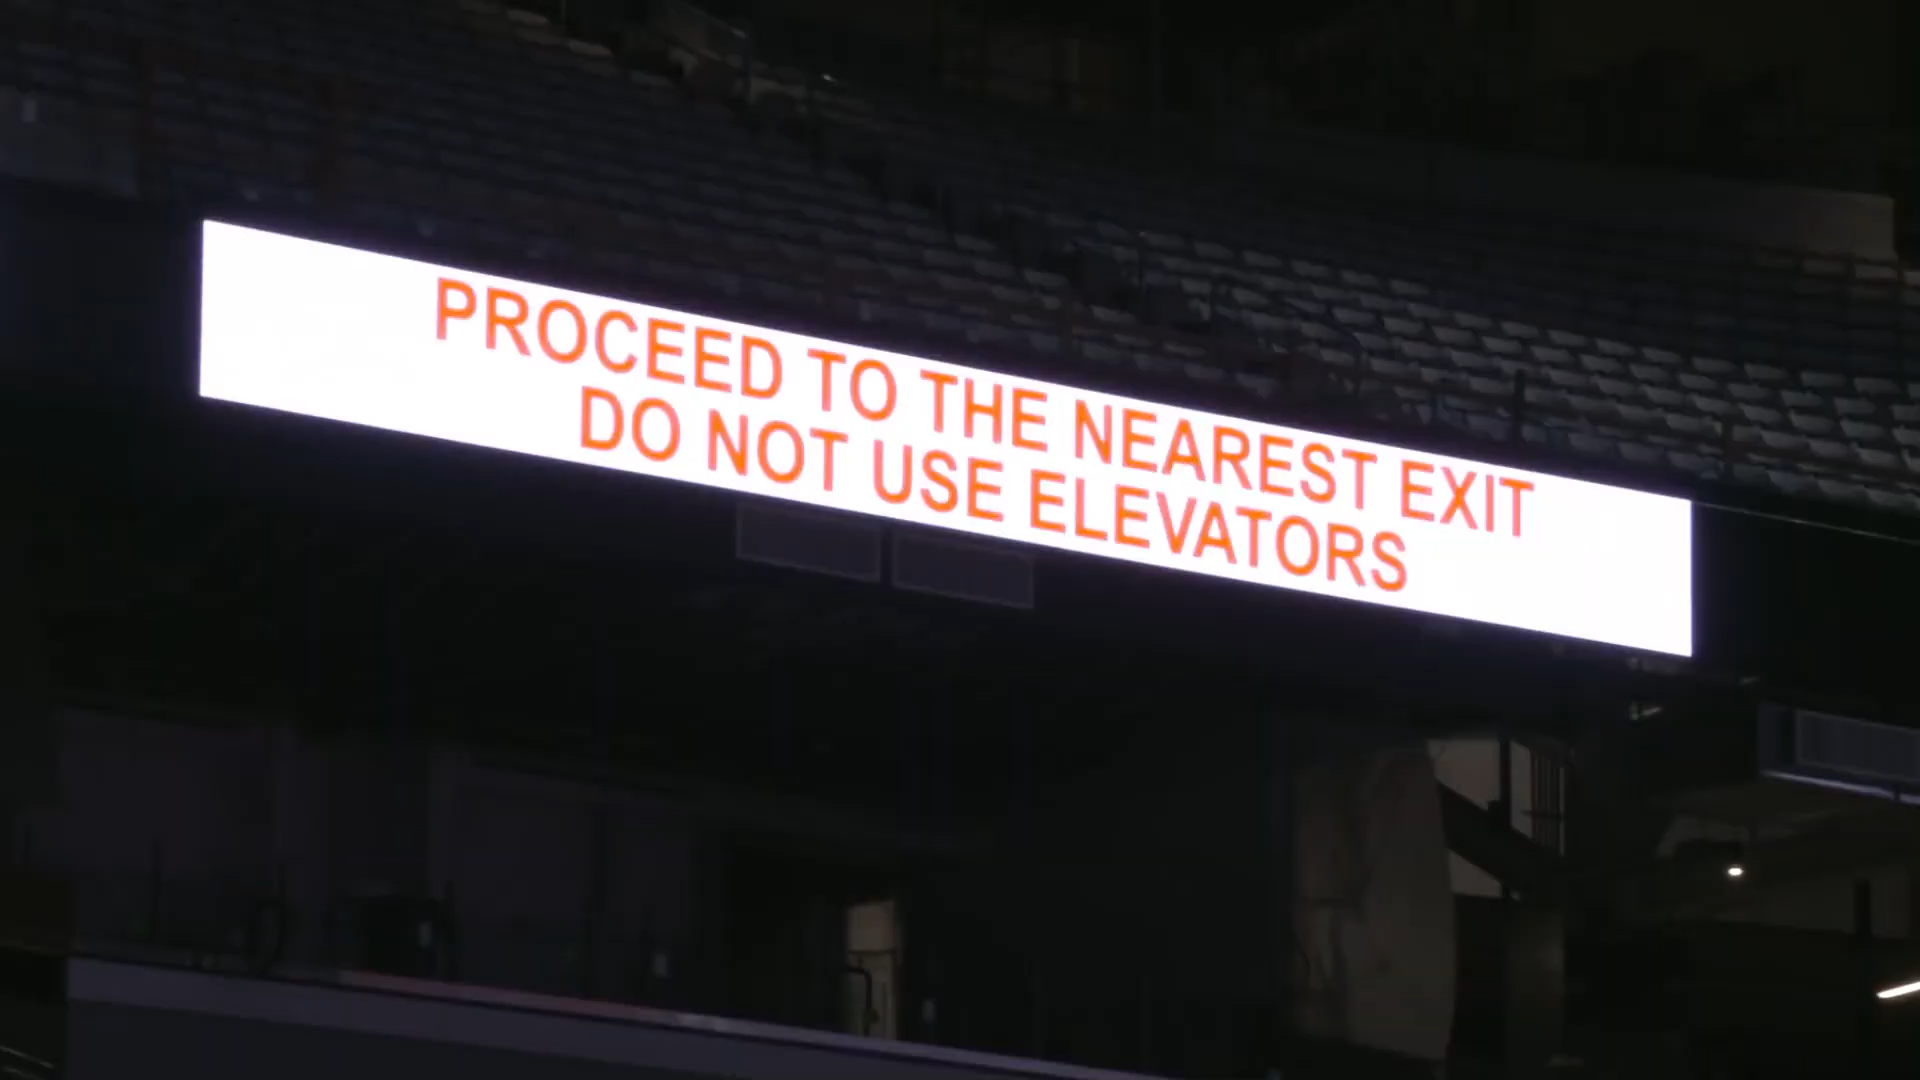 PROCEED TO THE NEAREST EXIT
DO NOT USE ELEVATORS